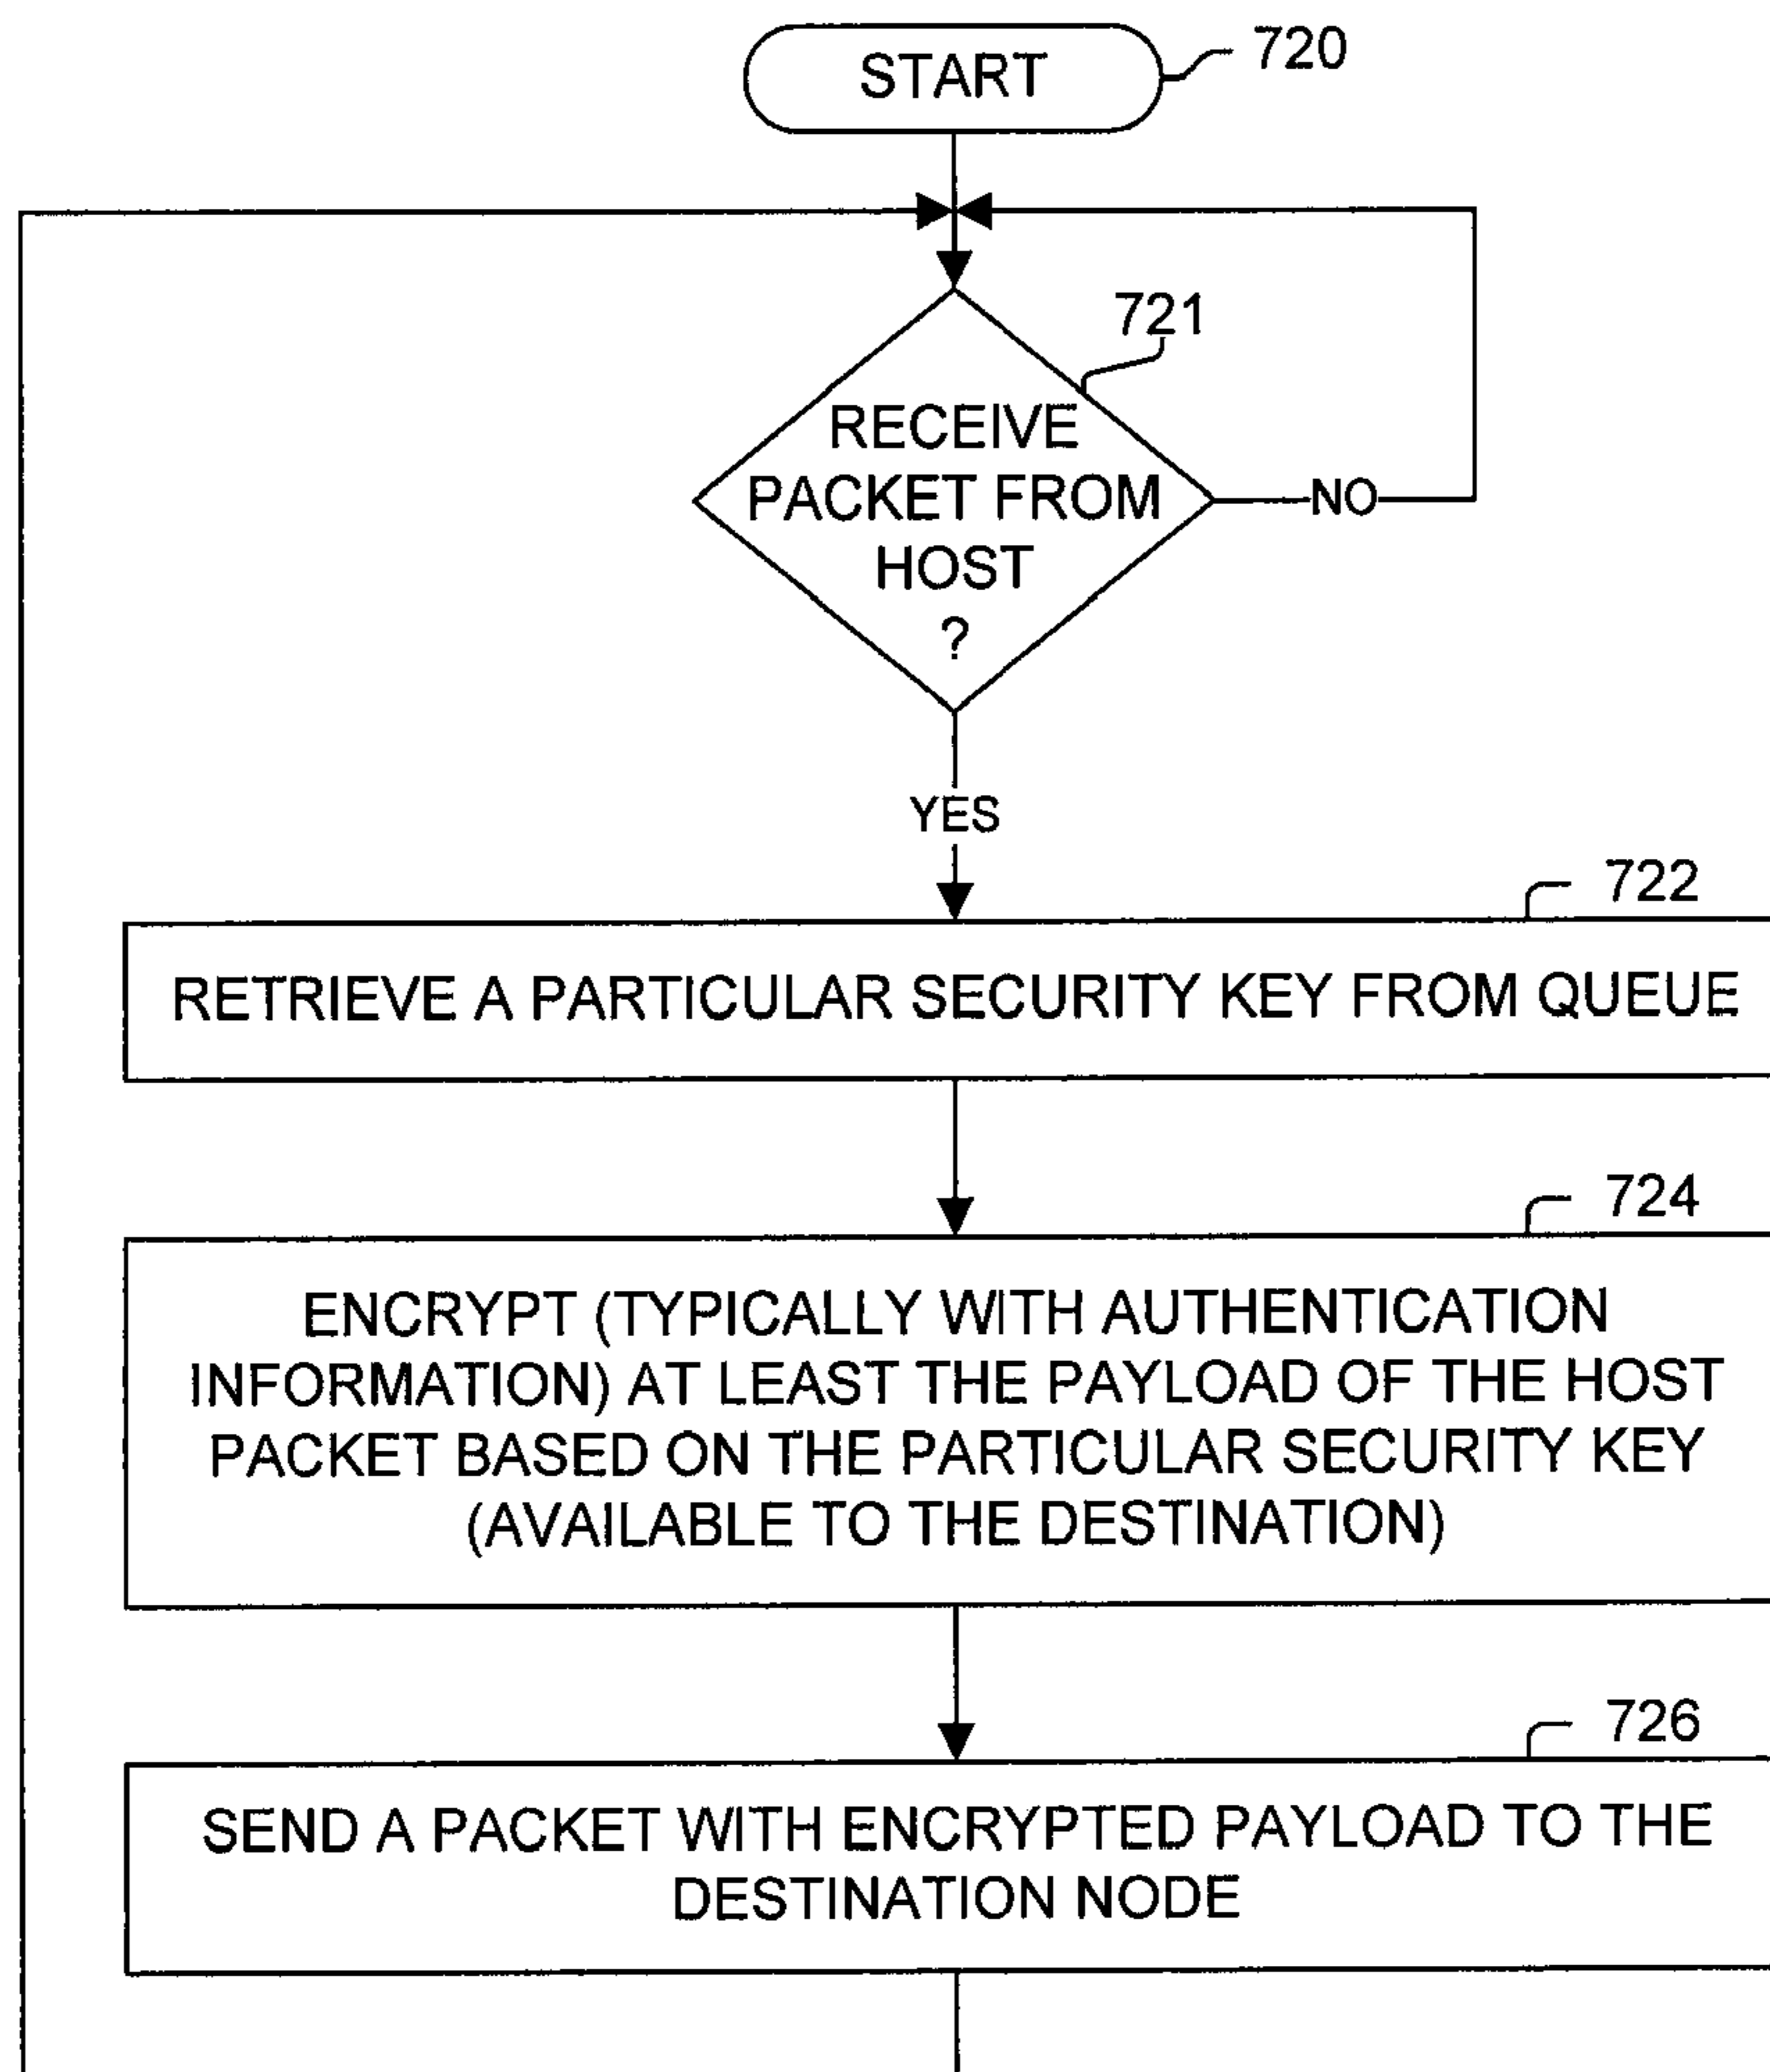 START
720
721
RECEIVE
PACKET FROM
HOST
?
NO
YES
722
RETRIEVE A PARTICULAR SECURITY KEY FROM QUEUE
724
ENCRYPT (TYPICALLY WITH AUTHENTICATION
INFORMATION) AT LEAST THE PAYLOAD OF THE HOST
PACKET BASED ON THE PARTICULAR SECURITY KEY
(AVAILABLE TO THE DESTINATION)
726
SEND A PACKET WITH ENCRYPTED PAYLOAD TO THE
DESTINATION NODE